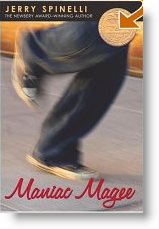 JERRY SPINELLI
THE NEWBERY AWARD-WINNING AUTHOR
Maniac Magee